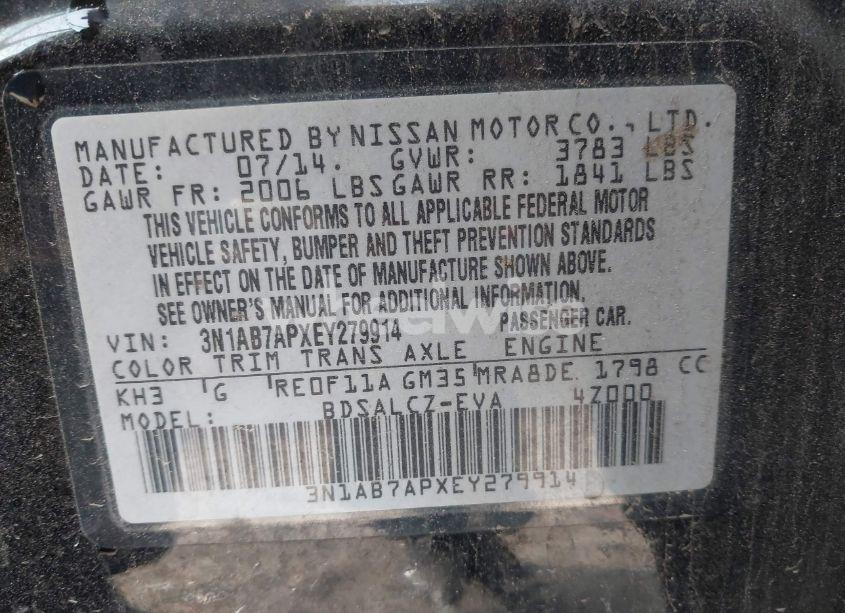 MANUFACTURED BY NISSAN MOTOR CO., LTD.
DATE: 07/14. GVWR: 3783 LBS
GAWR FR: 2006 LBS GAWR RR: 1841 LBS
THIS VEHICLE CONFORMS TO ALL APPLICABLE FEDERAL MOTOR
VEHICLE SAFETY, BUMPER AND THEFT PREVENTION STANDARDS
IN EFFECT ON THE DATE OF MANUFACTURE SHOWN ABOVE.
SEE OWNER'S MANUAL FOR ADDITIONAL INFORMATION.
VIN: 3N1AB7APXEY279914 PASSENGER CAR.
COLOR TRIM TRANS AXLE ENGINE
KH3 G RE0F11A GM35 MRA8DE 1798 CC
MODEL: BDSALCZ-EVA 4Z000
3N1AB7APXEY279914